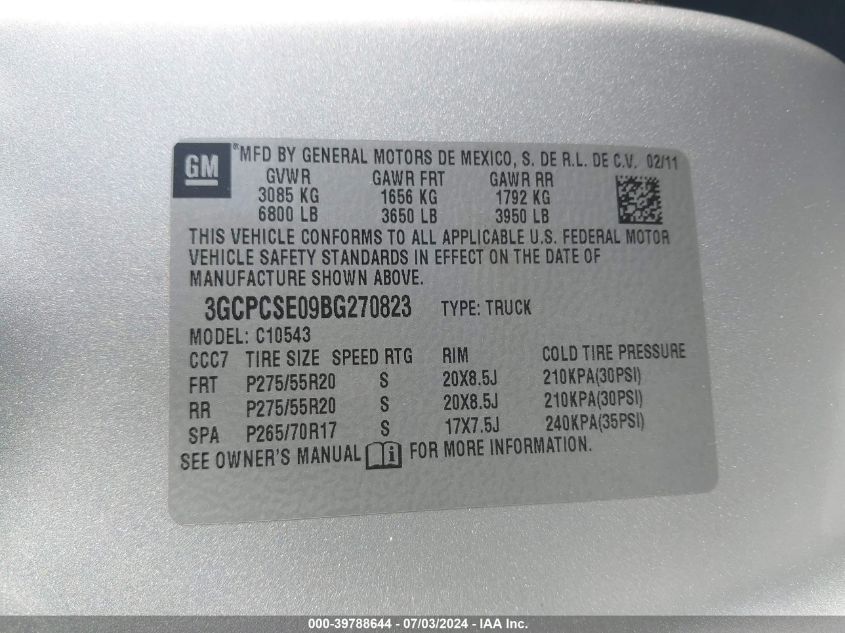 GM
®MFD BY GENERAL MOTORS DE MEXICO, S. DE R.L. DE C.V. 02/11
GVWR GAWR FRT GAWR RR
3085 KG 1656 KG 1792 KG
6800 LB 3650 LB 3950 LB
THIS VEHICLE CONFORMS TO ALL APPLICABLE U.S. FEDERAL MOTOR
VEHICLE SAFETY STANDARDS IN EFFECT ON THE DATE OF
MANUFACTURE SHOWN ABOVE.
3GCPCSE09BG270823 TYPE: TRUCK
MODEL: C10543
CCC7 TIRE SIZE SPEED RTG RIM COLD TIRE PRESSURE
FRT P275/55R20 S 20X8.5J 210KPA(30PSI)
RR P275/55R20 S 20X8.5J 210KPA(30PSI)
SPA P265/70R17 S 17X7.5J 240KPA(35PSI)
SEE OWNER'S MANUAL i FOR MORE INFORMATION.
000-39788644 - 07/03/2024 - IAA Inc.